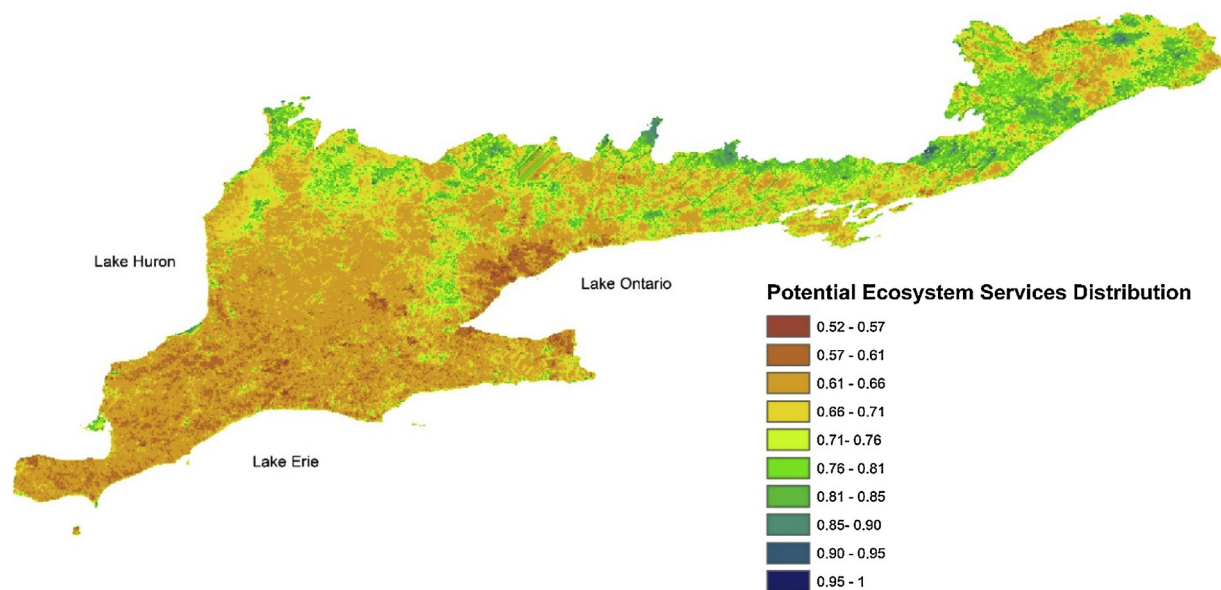 Lake Huron
Lake Ontario
Lake Erie
Potential Ecosystem Services Distribution
0.52 - 0.57
0.57 - 0.61
0.61 - 0.66
0.66 - 0.71
0.71- 0.76
0.76 - 0.81
0.81 - 0.85
0.85- 0.90
0.90 - 0.95
0.95 - 1